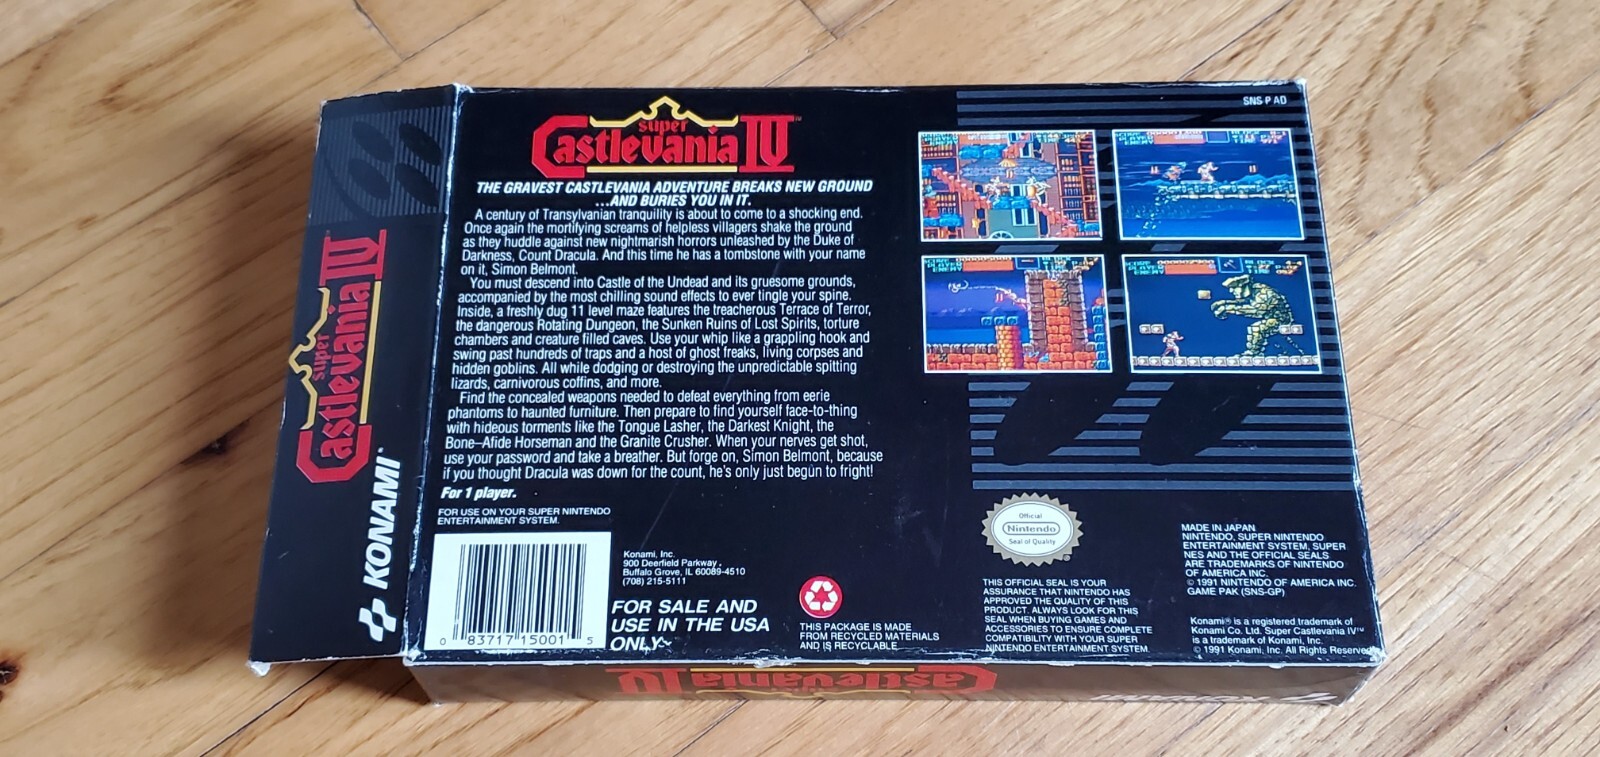 super
Castlevania IV™
KONAMI
SNS P AD
super
Castlevania IV™
THE GRAVEST CASTLEVANIA ADVENTURE BREAKS NEW GROUND
...AND BURIES YOU IN IT.
A century of Transylvanian tranquility is about to come to a shocking end.
Once again the mortifying screams of helpless villagers shake the ground
as they huddle against new nightmarish horrors unleashed by the Duke of
Darkness, Count Dracula. And this time he has a tombstone with your name
on it, Simon Belmont.
You must descend into Castle of the Undead and its gruesome grounds,
accompanied by the most chilling sound effects to ever tingle your spine.
Inside, a freshly dug 11 level maze features the treacherous Terrace of Terror,
the dangerous Rotating Dungeon, the Sunken Ruins of Lost Spirits, torture
chambers and creature filled caves. Use your whip like a grappling hook and
swing past hundreds of traps and a host of ghost freaks, living corpses and
hidden goblins. All while dodging or destroying the unpredictable spitting
lizards, carnivorous coffins, and more.
Find the concealed weapons needed to defeat everything from eerie
phantoms to haunted furniture. Then prepare to find yourself face-to-thing
with hideous torments like the Tongue Lasher, the Darkest Knight, the
Bone–Afide Horseman and the Granite Crusher. When your nerves get shot,
use your password and take a breather. But forge on, Simon Belmont, because
if you thought Dracula was down for the count, he's only just begun to fright!
For 1 player.
FOR USE ON YOUR SUPER NINTENDO
ENTERTAINMENT SYSTEM.
0 83717 15001 5
Konami, Inc.
900 Deerfield Parkway,
Buffalo Grove, IL 60089-4510
(708) 215-5111
FOR SALE AND
USE IN THE USA
ONLY.
THIS PACKAGE IS MADE
FROM RECYCLED MATERIALS
AND IS RECYCLABLE
Official
Nintendo
Seal of Quality
THIS OFFICIAL SEAL IS YOUR
ASSURANCE THAT NINTENDO HAS
APPROVED THE QUALITY OF THIS
PRODUCT. ALWAYS LOOK FOR THIS
SEAL WHEN BUYING GAMES AND
ACCESSORIES TO ENSURE COMPLETE
COMPATIBILITY WITH YOUR SUPER
NINTENDO ENTERTAINMENT SYSTEM.
MADE IN JAPAN
NINTENDO, SUPER NINTENDO
ENTERTAINMENT SYSTEM, SUPER
NES AND THE OFFICIAL SEALS
ARE TRADEMARKS OF NINTENDO
OF AMERICA INC.
© 1991 NINTENDO OF AMERICA INC.
GAME PAK (SNS-GP)
Konami® is a registered trademark of
Konami Co. Ltd. Super Castlevania IV™
is a trademark of Konami, Inc.
© 1991 Konami, Inc. All Rights Reserved
Castlevania IV
KONAMI